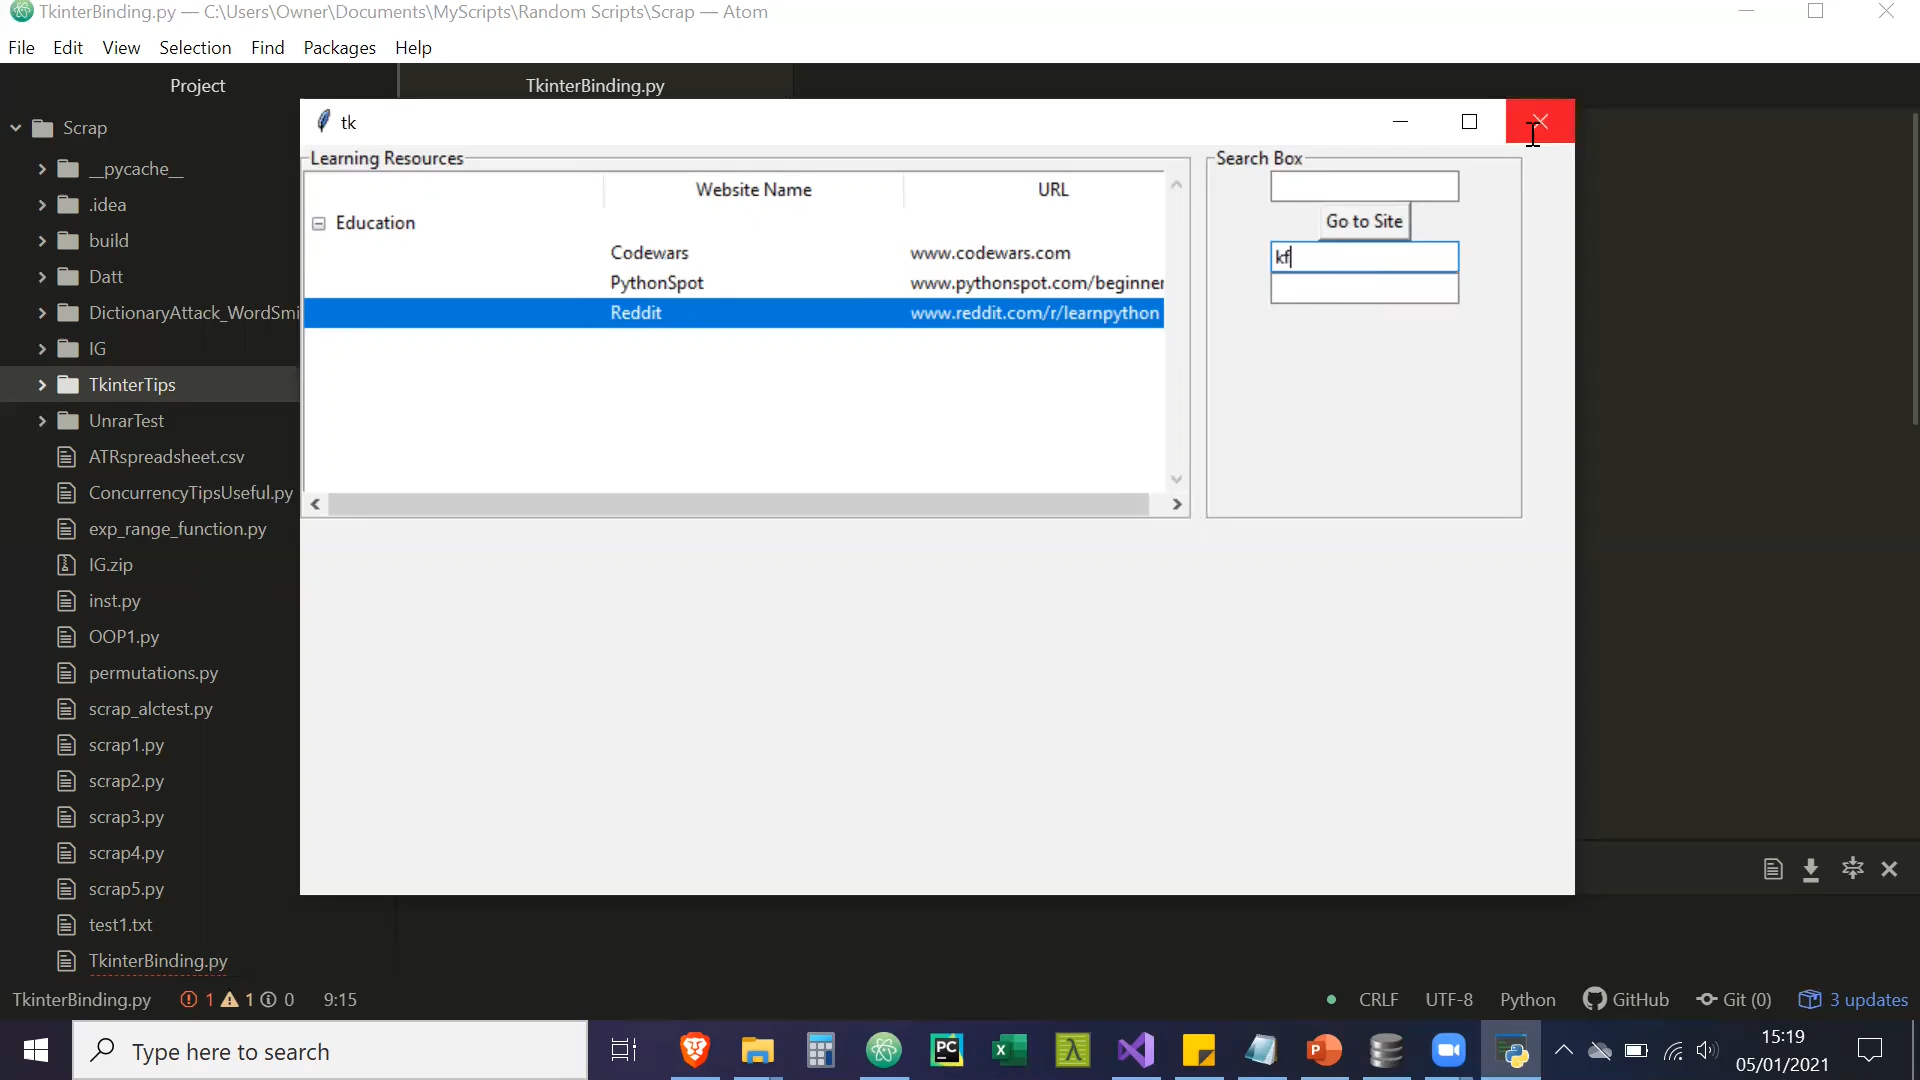 TkinterBinding.py — C:\Users\Owner\Documents\MyScripts\Random Scripts\Scrap — Atom
File Edit View Selection Find Packages Help
Project
TkinterBinding.py
Scrap
__pycache__
.idea
build
Datt
DictionaryAttack_WordSmi
IG
TkinterTips
UnrarTest
ATRspreadsheet.csv
ConcurrencyTipsUseful.py
exp_range_function.py
IG.zip
inst.py
OOP1.py
permutations.py
scrap_alctest.py
scrap1.py
scrap2.py
scrap3.py
scrap4.py
scrap5.py
test1.txt
TkinterBinding.py
tk
Learning Resources
Website Name URL
Education
Codewars www.codewars.com
PythonSpot www.pythonspot.com/beginner
Reddit www.reddit.com/r/learnpython
Search Box
Go to Site
kf
TkinterBinding.py 1 1 0 9:15
CRLF UTF-8 Python GitHub Git (0) 3 updates
Type here to search
PC
X
λ
P
15:19
05/01/2021